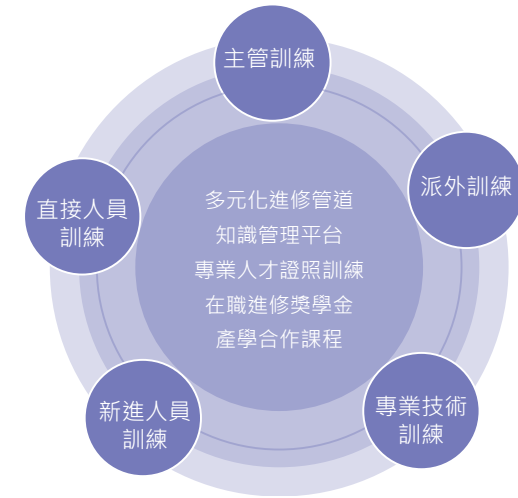 主管訓練
派外訓練
直接人員
訓練
多元化進修管道
知識管理平台
專業人才證照訓練
在職進修獎學金
產學合作課程
新進人員
訓練
專業技術
訓練